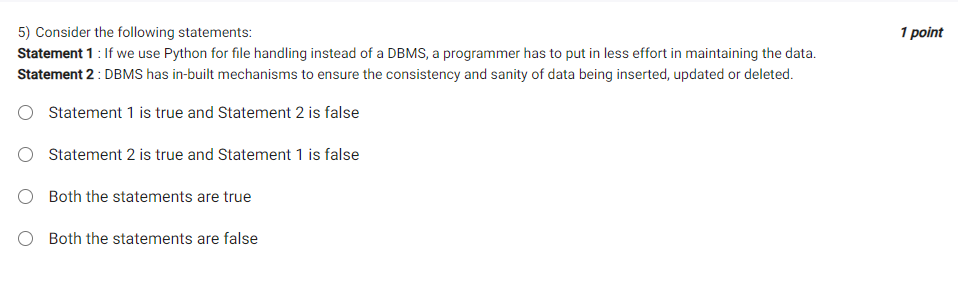 5) Consider the following statements: 1 point
Statement 1 : If we use Python for file handling instead of a DBMS, a programmer has to put in less effort in maintaining the data.
Statement 2 : DBMS has in-built mechanisms to ensure the consistency and sanity of data being inserted, updated or deleted.
Statement 1 is true and Statement 2 is false
Statement 2 is true and Statement 1 is false
Both the statements are true
Both the statements are false